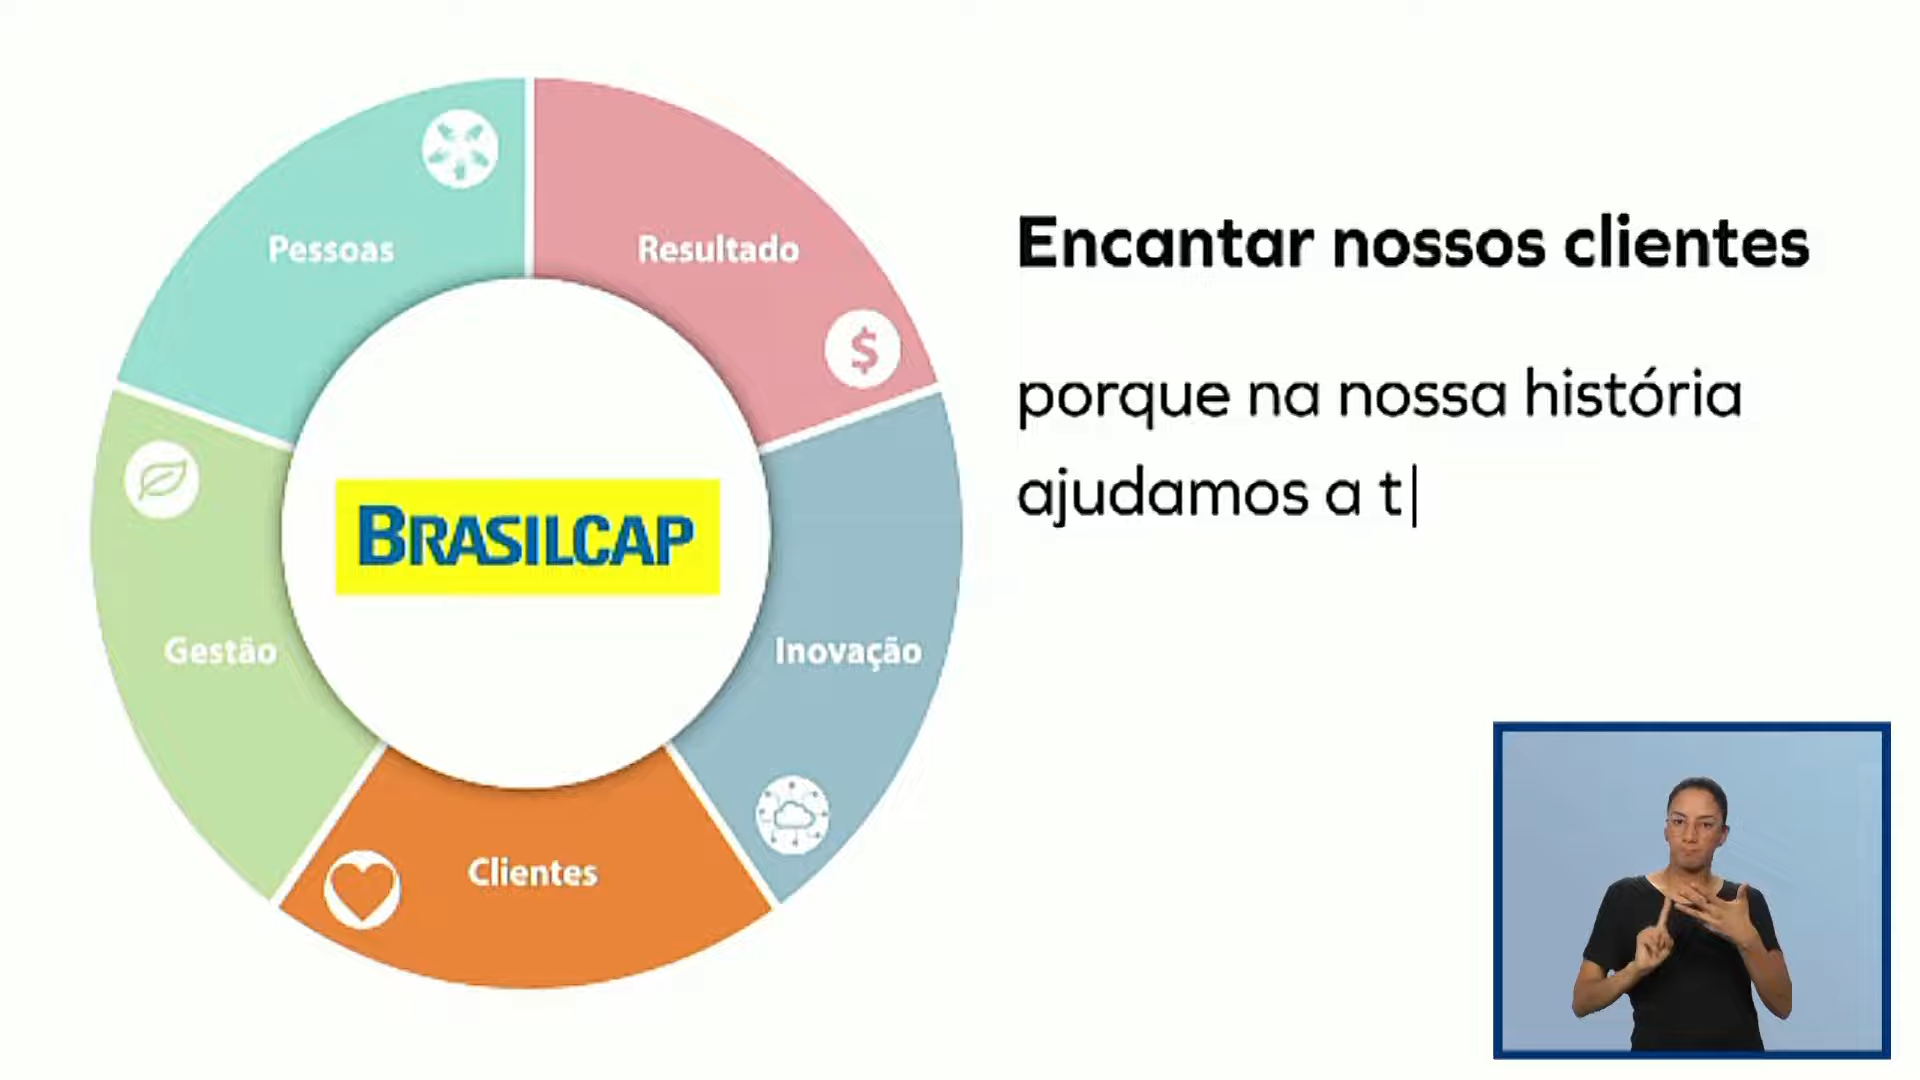 Pessoas
Resultado
$
Encantar nossos clientes
porque na nossa história
ajudamos a t
BRASILCAP
Gestão
Inovação
Clientes